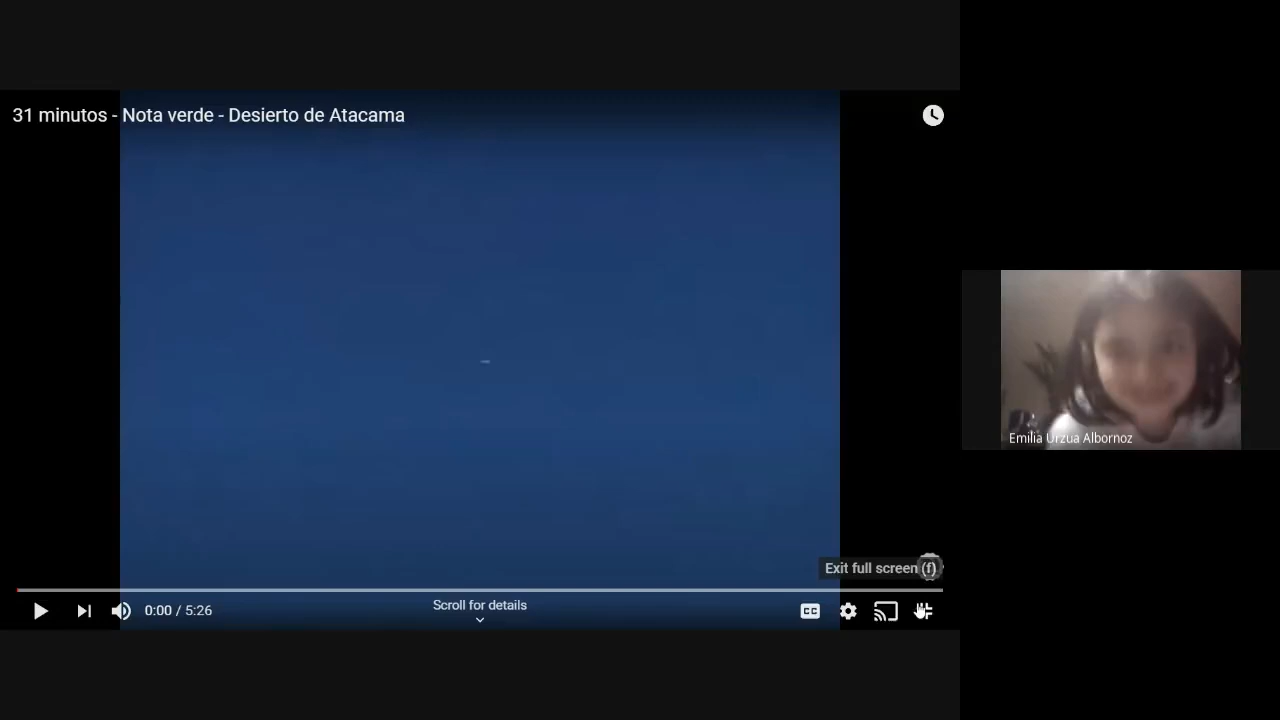 31 minutos - Nota verde - Desierto de Atacama
Emilia Urzua Albornoz
Exit full screen (f)
0:00 / 5:26
Scroll for details
CC